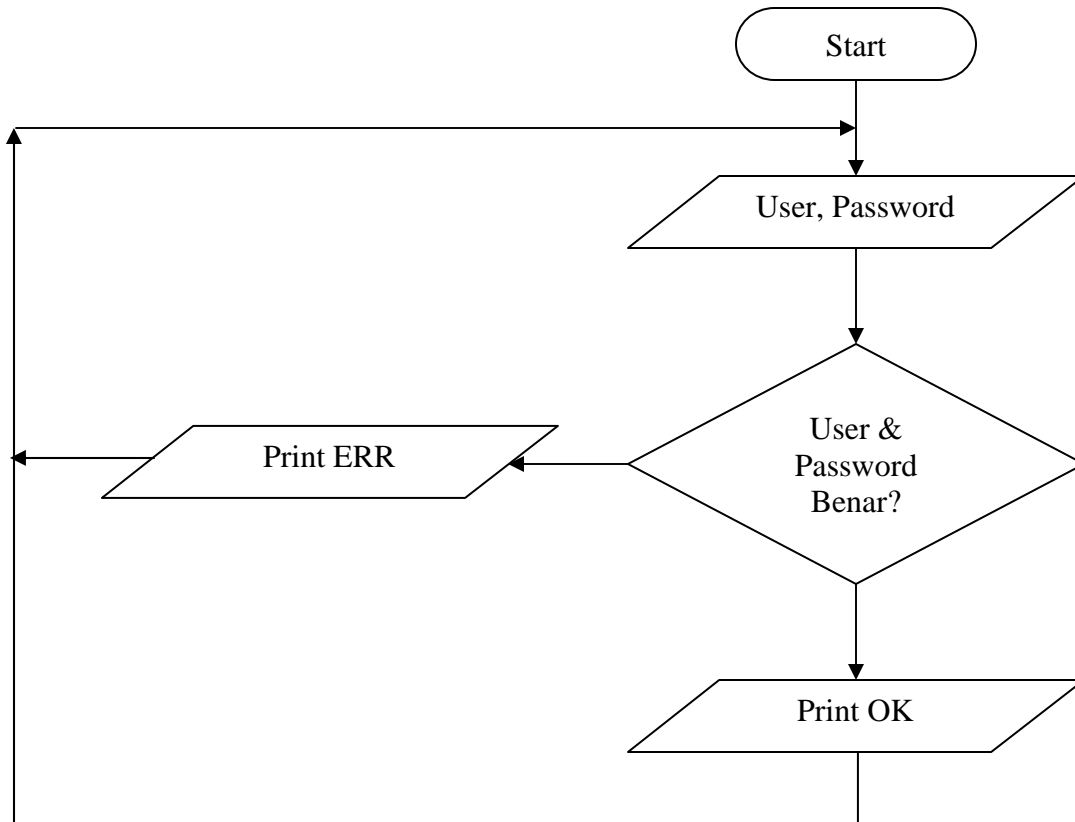 Start
User, Password
User &
Password
Benar?
Print ERR
Print OK